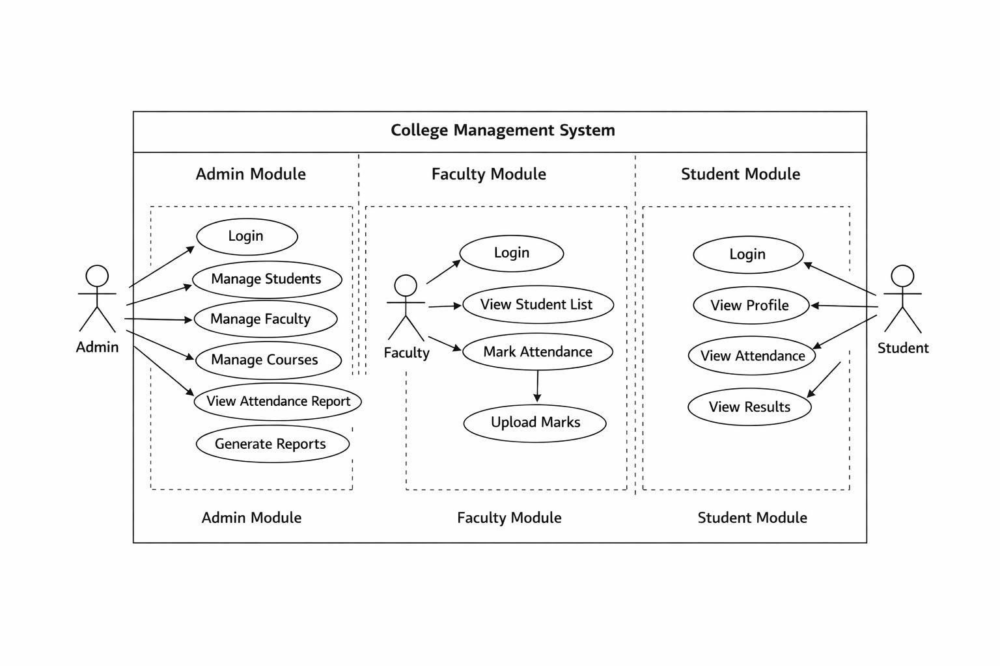 College Management System
Admin Module
Faculty Module
Student Module
Login
Manage Students
Manage Faculty
Manage Courses
View Attendance Report
Generate Reports
Admin
Login
View Student List
Mark Attendance
Upload Marks
Faculty
Login
View Profile
View Attendance
View Results
Student
Admin Module
Faculty Module
Student Module